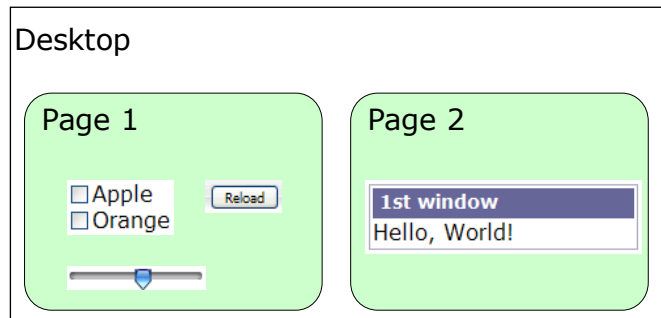 Desktop
Page 1
Apple
Orange
Reload
Page 2
1st window
Hello, World!